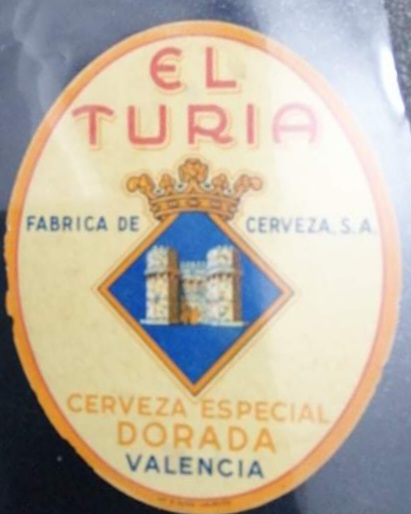 EL
TURIA
FABRICA DE CERVEZA, S.A.
CERVEZA ESPECIAL
DORADA
VALENCIA